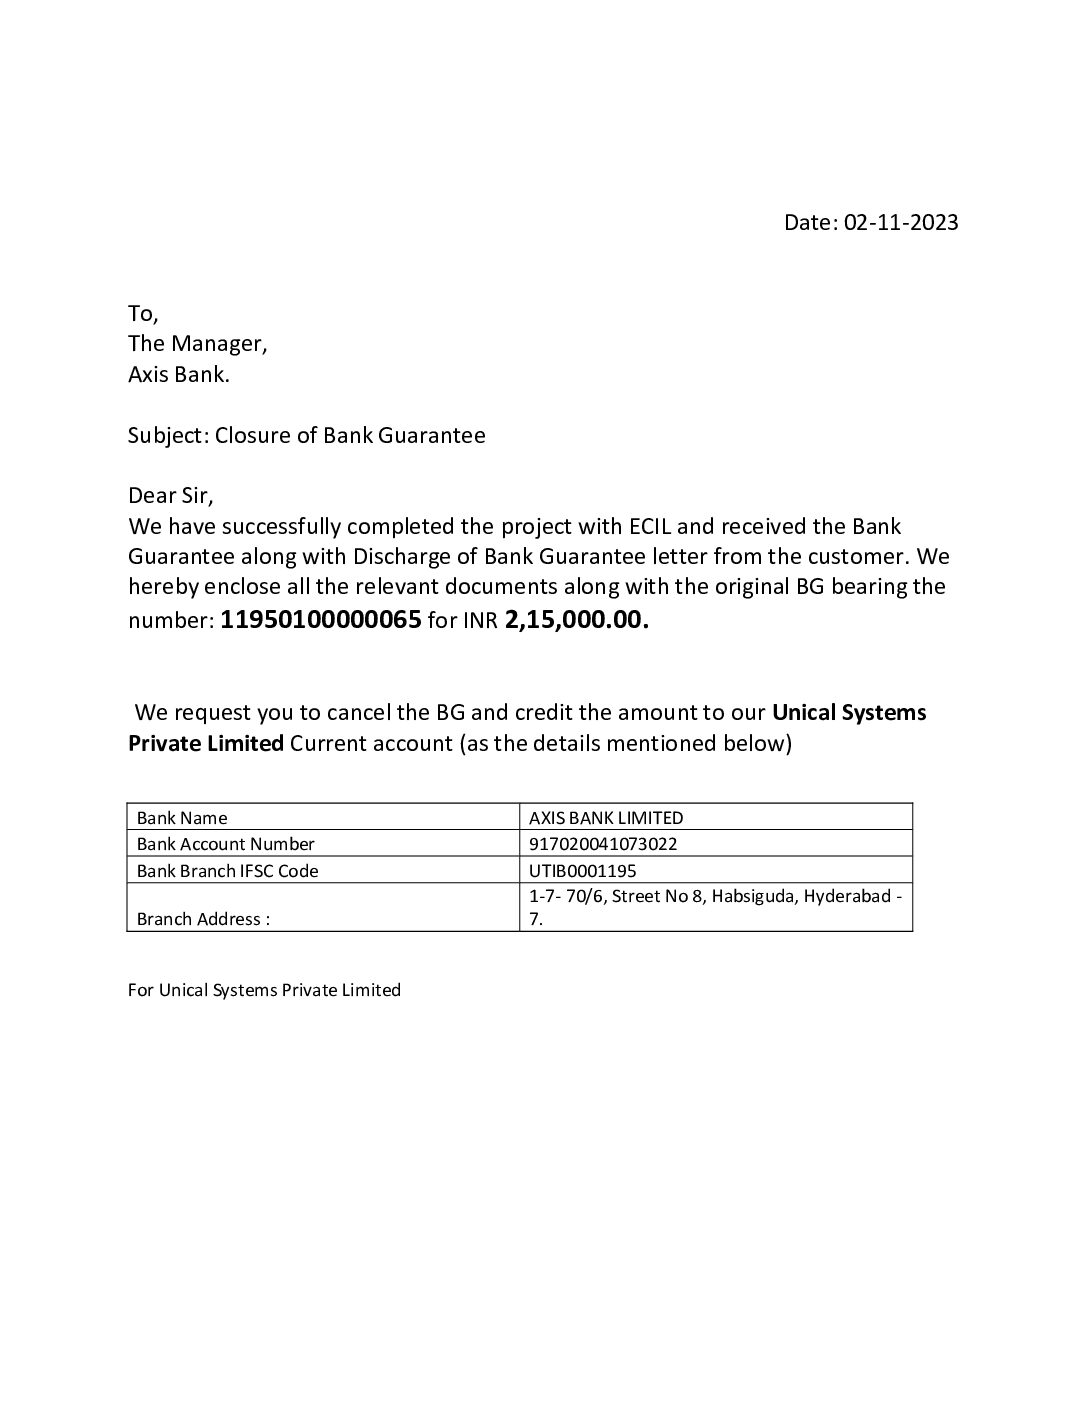 Date: 02-11-2023
To,
The Manager,
Axis Bank.
Subject: Closure of Bank Guarantee
Dear Sir,
We have successfully completed the project with ECIL and received the Bank
Guarantee along with Discharge of Bank Guarantee letter from the customer. We
hereby enclose all the relevant documents along with the original BG bearing the
number: 11950100000065 for INR 2,15,000.00.
We request you to cancel the BG and credit the amount to our Unical Systems
Private Limited Current account (as the details mentioned below)
Bank Name AXIS BANK LIMITED
Bank Account Number 917020041073022
Bank Branch IFSC Code UTIB0001195
Branch Address : 1-7- 70/6, Street No 8, Habsiguda, Hyderabad -
7.
For Unical Systems Private Limited